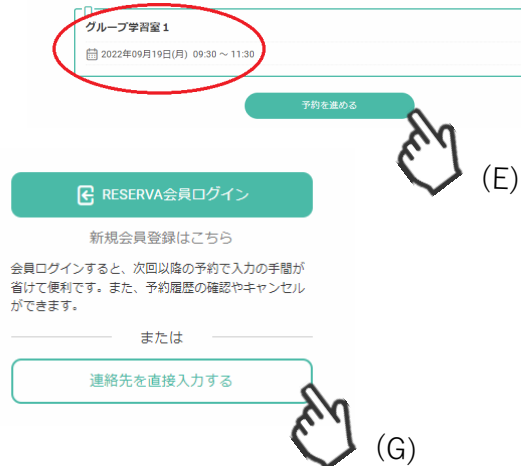 グループ学習室1
2022年09月19日(月) 09:30 ~ 11:30
予約を進める
(E)
RESERVA会員ログイン
新規会員登録はこちら
会員ログインすると、次回以降の予約で入力の手間が
省けて便利です。また、予約履歴の確認やキャンセル
ができます。
または
連絡先を直接入力する
(G)